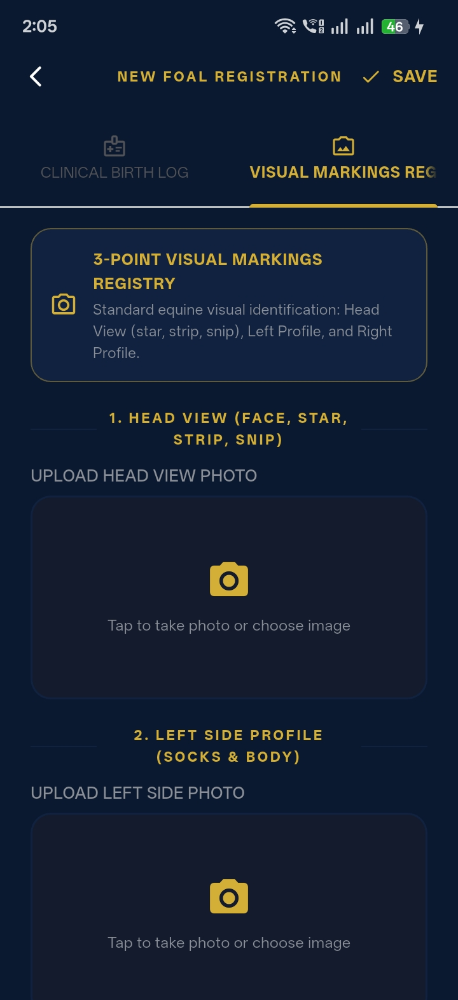 2:05
1
2
46
NEW FOAL REGISTRATION
SAVE
CLINICAL BIRTH LOG
VISUAL MARKINGS REG
3-POINT VISUAL MARKINGS
REGISTRY
Standard equine visual identification: Head
View (star, strip, snip), Left Profile, and Right
Profile.
1. HEAD VIEW (FACE, STAR,
STRIP, SNIP)
UPLOAD HEAD VIEW PHOTO
Tap to take photo or choose image
2. LEFT SIDE PROFILE
(SOCKS & BODY)
UPLOAD LEFT SIDE PHOTO
Tap to take photo or choose image